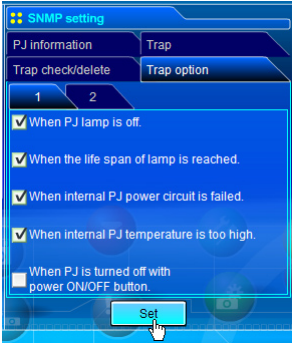 SNMP setting
PJ information
Trap
Trap check/delete
Trap option
1
2
When PJ lamp is off.
When the life span of lamp is reached.
When internal PJ power circuit is failed.
When internal PJ temperature is too high.
When PJ is turned off with
power ON/OFF button.
Set